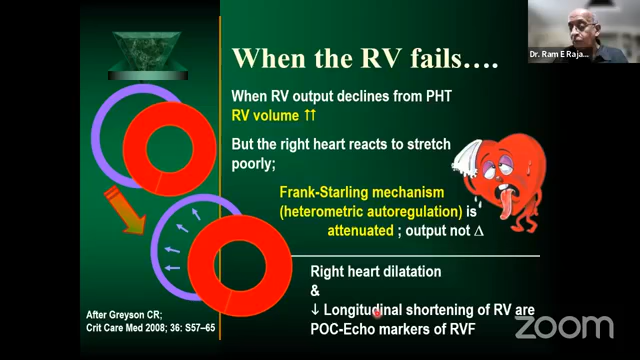 Dr. Ram E Raja...
When the RV fails….
When RV output declines from PHT
RV volume ↑↑
But the right heart reacts to stretch
poorly;
Frank-Starling mechanism
(heterometric autoregulation) is
attenuated ; output not Δ
Right heart dilatation
&
↓ Longitudinal shortening of RV are
POC-Echo markers of RVF
After Greyson CR;
Crit Care Med 2008; 36: S57–65
zoom